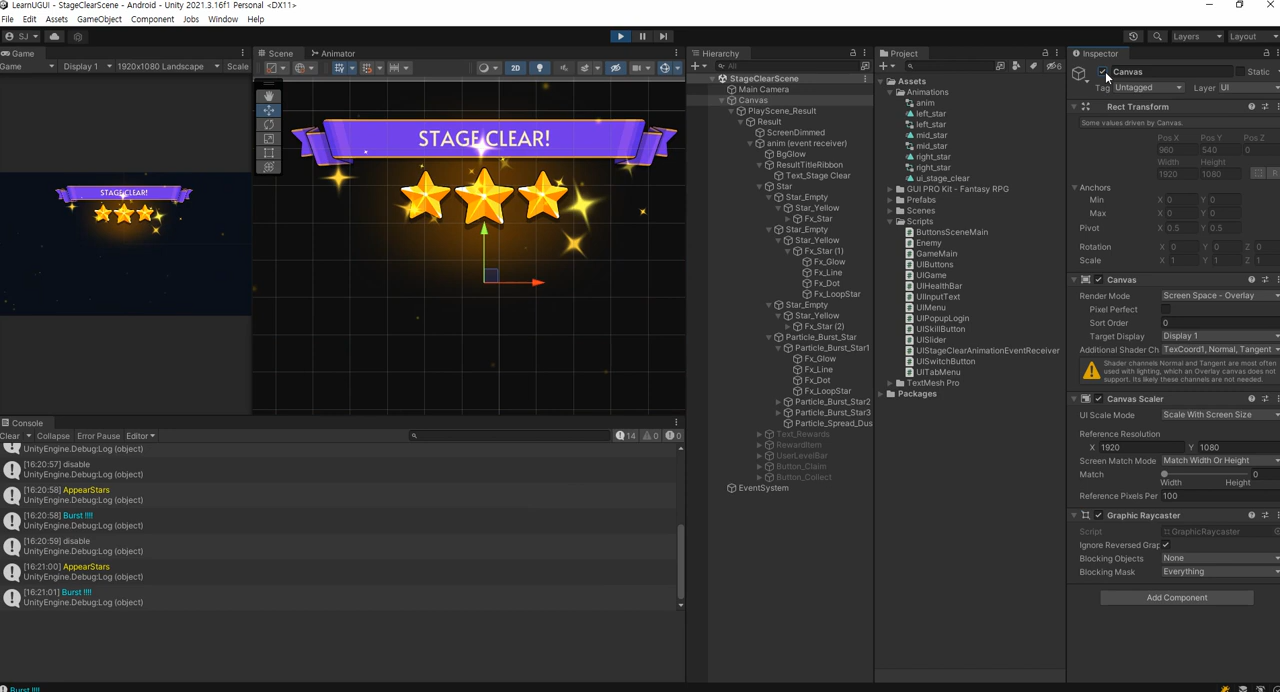 LearnUGUI - StageClearScene - Android - Unity 2021.3.16f1 Personal <DX11>
File Edit Assets GameObject Component Jobs Window Help
SJ Layers Layout
Game
Game Display 1 1920x1080 Landscape Scale
STAGE CLEAR!
Scene Animator
2D
STAGE CLEAR!
Console
Clear Collapse Error Pause Editor 14 0 0
UnityEngine.Debug:Log (object)
[16:20:57] disable
UnityEngine.Debug:Log (object)
[16:20:58] AppearStars
UnityEngine.Debug:Log (object)
[16:20:58] Burst !!!!
UnityEngine.Debug:Log (object)
[16:20:59] disable
UnityEngine.Debug:Log (object)
[16:21:00] AppearStars
UnityEngine.Debug:Log (object)
[16:21:01] Burst !!!!
UnityEngine.Debug:Log (object)
Burst !!!!
Hierarchy
All
StageClearScene
Main Camera
Canvas
PlayScene_Result
Result
ScreenDimmed
anim (event receiver)
BgGlow
ResultTitleRibbon
Text_Stage Clear
Star
Star_Empty
Star_Yellow
Fx_Star
Star_Empty
Star_Yellow
Fx_Star (1)
Fx_Glow
Fx_Line
Fx_Dot
Fx_LoopStar
Star_Empty
Star_Yellow
Fx_Star (2)
Particle_Burst_Star
Particle_Burst_Star1
Fx_Glow
Fx_Line
Fx_Dot
Fx_LoopStar
Particle_Burst_Star2
Particle_Burst_Star3
Particle_Spread_Dus
Text_Rewards
RewardItem
UserLevelBar
Button_Claim
Button_Collect
EventSystem
Project
6
Assets
Animations
anim
left_star
left_star
mid_star
mid_star
right_star
right_star
ui_stage_clear
GUI PRO Kit - Fantasy RPG
Prefabs
Scenes
Scripts
ButtonsSceneMain
Enemy
GameMain
UIButtons
UIGame
UIHealthBar
UIInputText
UIMenu
UIPopupLogin
UISkillButton
UISlider
UIStageClearAnimationEventReceiver
UISwitchButton
UITabMenu
TextMesh Pro
Packages
Inspector
Canvas Static
Tag Untagged Layer UI
Rect Transform
Some values driven by Canvas.
Pos X Pos Y Pos Z
960 540 0
Width Height
1920 1080 R
Anchors
Min X 0 Y 0
Max X 0 Y 0
Pivot X 0.5 Y 0.5
Rotation X 0 Y 0 Z 0
Scale X 1 Y 1 Z 1
Canvas
Render Mode Screen Space - Overlay
Pixel Perfect
Sort Order 0
Target Display Display 1
Additional Shader Ch TexCoord1, Normal, Tangent
Shader channels Normal and Tangent are most often
used with lighting, which an Overlay canvas does not
support. Its likely these channels are not needed.
Canvas Scaler
UI Scale Mode Scale With Screen Size
Reference Resolution
X 1920 Y 1080
Screen Match Mode Match Width Or Height
Match 0
Width Height
Reference Pixels Per 100
Graphic Raycaster
Script GraphicRaycaster
Ignore Reversed Grap
Blocking Objects None
Blocking Mask Everything
Add Component